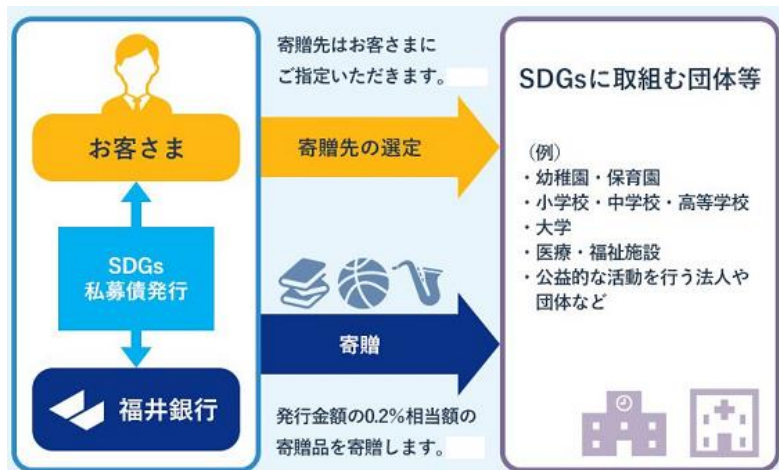 お客さま
SDGs
私募債発行
福井銀行
寄贈先はお客さまに
ご指定いただきます。
寄贈先の選定
寄贈
発行金額の0.2%相当額の
寄贈品を寄贈します。
SDGsに取組む団体等
（例）
・幼稚園・保育園
・小学校・中学校・高等学校
・大学
・医療・福祉施設
・公益的な活動を行う法人や
団体など